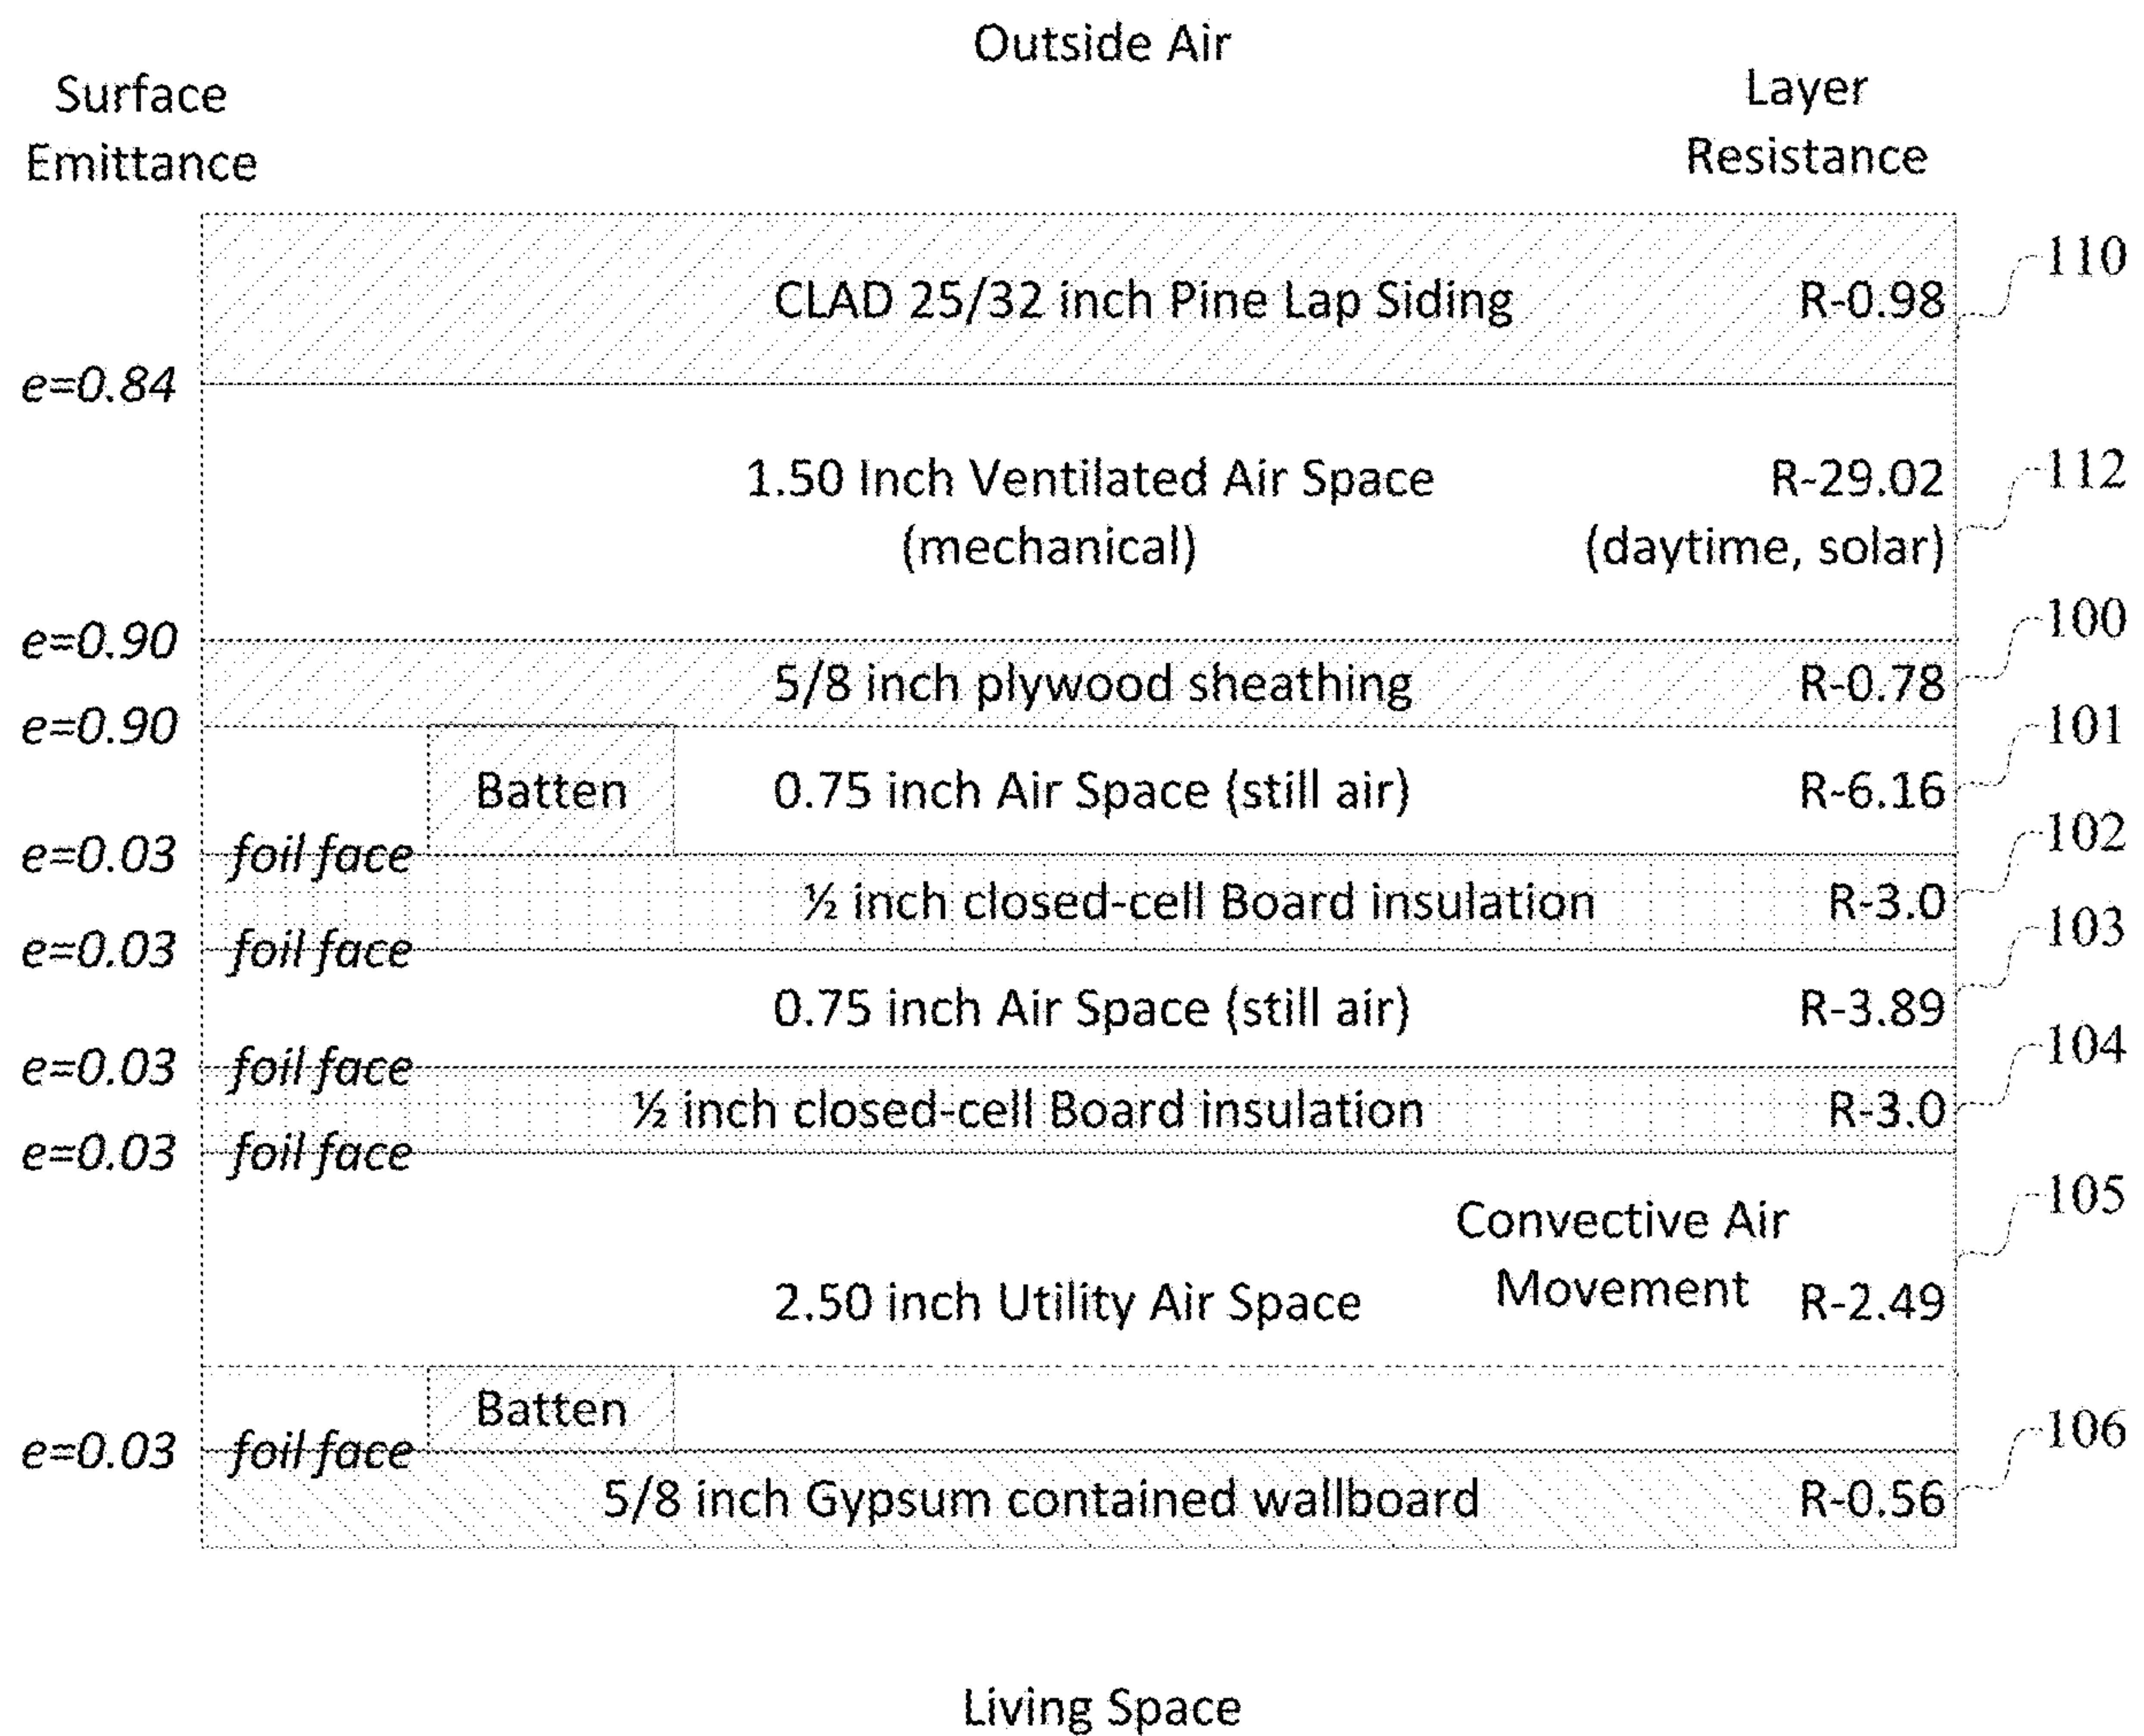 Outside Air
Surface
Emittance
Layer
Resistance
CLAD 25/32 inch Pine Lap Siding R-0.98 110
e=0.84
1.50 Inch Ventilated Air Space R-29.02 112
(mechanical) (daytime, solar)
e=0.90 100
5/8 inch plywood sheathing R-0.78
e=0.90 101
Batten 0.75 inch Air Space (still air) R-6.16
e=0.03 foil face 102
½ inch closed-cell Board insulation R-3.0
e=0.03 foil face 103
0.75 inch Air Space (still air) R-3.89
e=0.03 foil face 104
½ inch closed-cell Board insulation R-3.0
e=0.03 foil face
Convective Air 105
Movement
2.50 inch Utility Air Space R-2.49
Batten
e=0.03 foil face 106
5/8 inch Gypsum contained wallboard R-0.56
Living Space